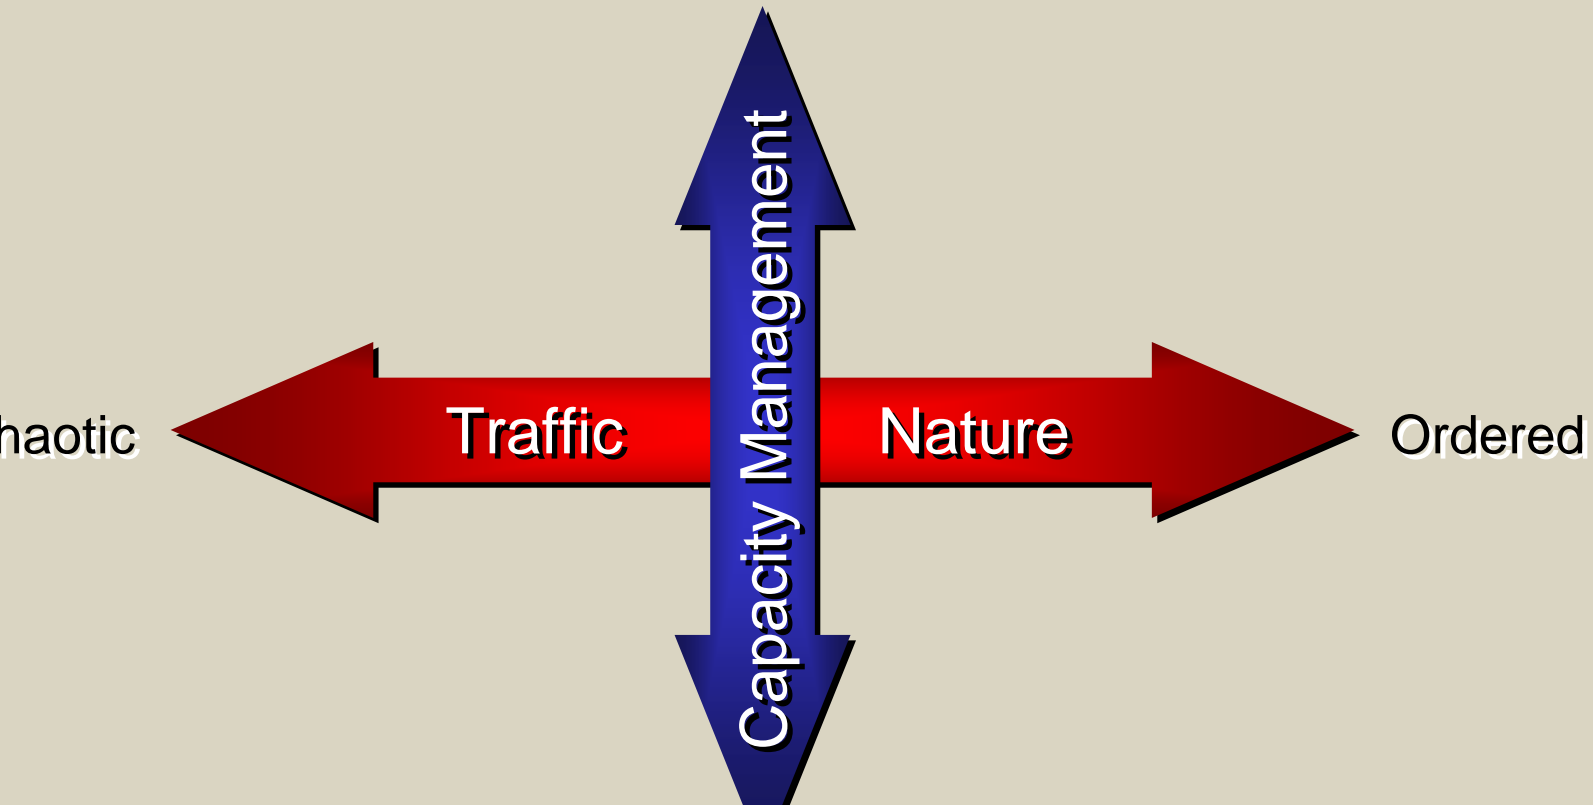 Capacity Management
haotic
Traffic
Nature
Ordered